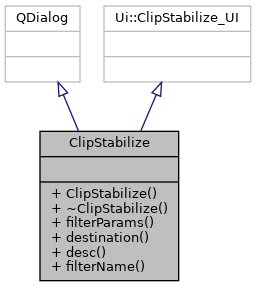 QDialog
Ui::ClipStabilize_UI
ClipStabilize
+ ClipStabilize()
+ ~ClipStabilize()
+ filterParams()
+ destination()
+ desc()
+ filterName()